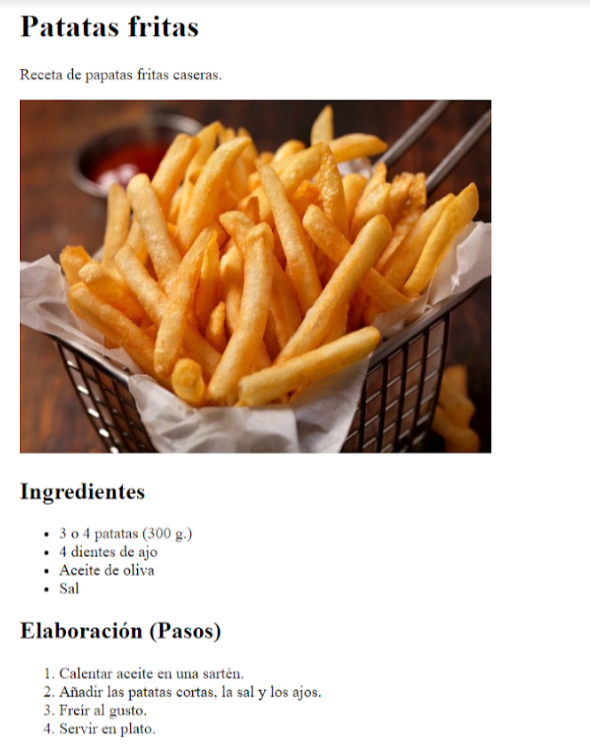 Patatas fritas
Receta de papatas fritas caseras.
Ingredientes
• 3 o 4 patatas (300 g.)
• 4 dientes de ajo
• Aceite de oliva
• Sal
Elaboración (Pasos)
1. Calentar aceite en una sartén.
2. Añadir las patatas cortas, la sal y los ajos.
3. Freír al gusto.
4. Servir en plato.